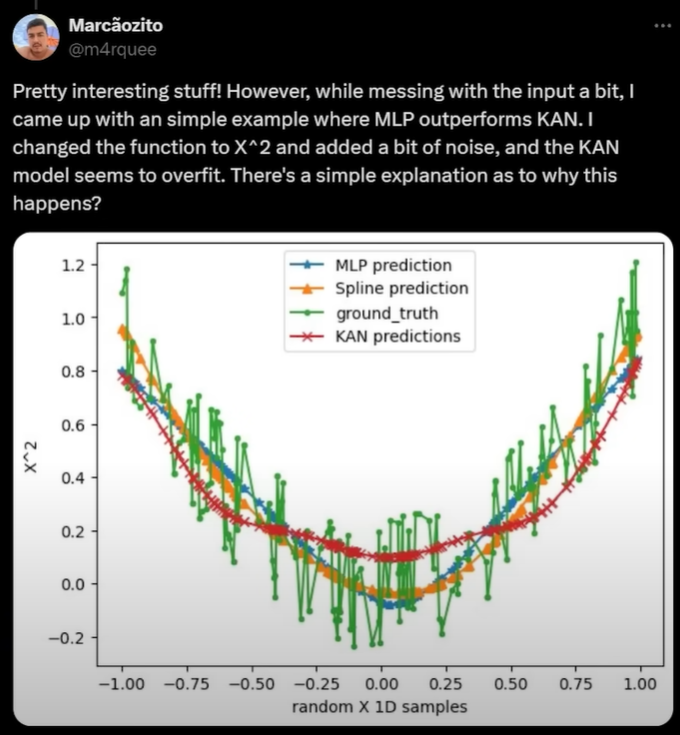 Marcãozito
@m4rquee
Pretty interesting stuff! However, while messing with the input a bit, I
came up with an simple example where MLP outperforms KAN. I
changed the function to X^2 and added a bit of noise, and the KAN
model seems to overfit. There's a simple explanation as to why this
happens?
MLP prediction
Spline prediction
ground_truth
KAN predictions
1.2
1.0
0.8
0.6
0.4
0.2
0.0
−0.2
X^2
−1.00 −0.75 −0.50 −0.25 0.00 0.25 0.50 0.75 1.00
random X 1D samples